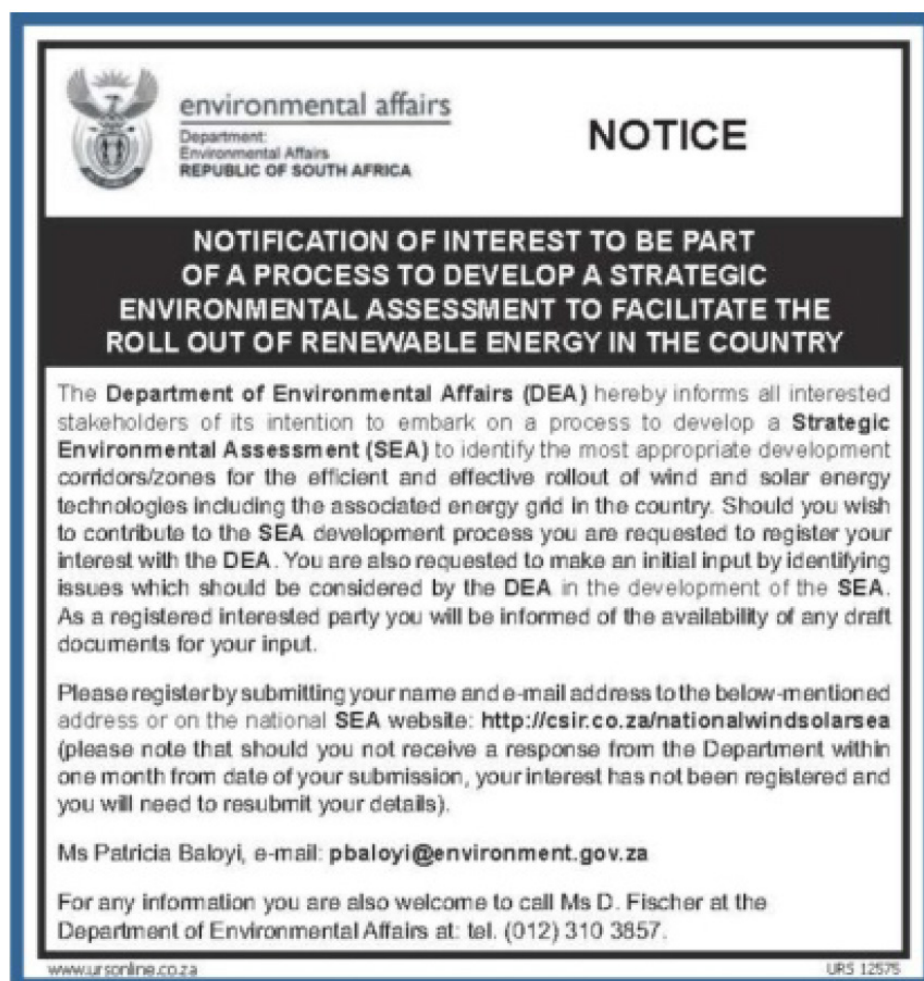 environmental affairs
Department:
Environmental Affairs
REPUBLIC OF SOUTH AFRICA
NOTICE
NOTIFICATION OF INTEREST TO BE PART
OF A PROCESS TO DEVELOP A STRATEGIC
ENVIRONMENTAL ASSESSMENT TO FACILITATE THE
ROLL OUT OF RENEWABLE ENERGY IN THE COUNTRY
The Department of Environmental Affairs (DEA) hereby informs all interested
stakeholders of its intention to embark on a process to develop a Strategic
Environmental Assessment (SEA) to identify the most appropriate development
corridors/zones for the efficient and effective rollout of wind and solar energy
technologies including the associated energy grid in the country. Should you wish
to contribute to the SEA development process you are requested to register your
interest with the DEA. You are also requested to make an initial input by identifying
issues which should be considered by the DEA in the development of the SEA.
As a registered interested party you will be informed of the availability of any draft
documents for your input.
Please register by submitting your name and e-mail address to the below-mentioned
address or on the national SEA website: http://csir.co.za/nationalwindsolarsea
(please note that should you not receive a response from the Department within
one month from date of your submission, your interest has not been registered and
you will need to resubmit your details).
Ms Patricia Baloyi, e-mail: pbaloyi@environment.gov.za
For any information you are also welcome to call Ms D. Fischer at the
Department of Environmental Affairs at: tel. (012) 310 3857.
www.ursonline.co.za
URS 12575